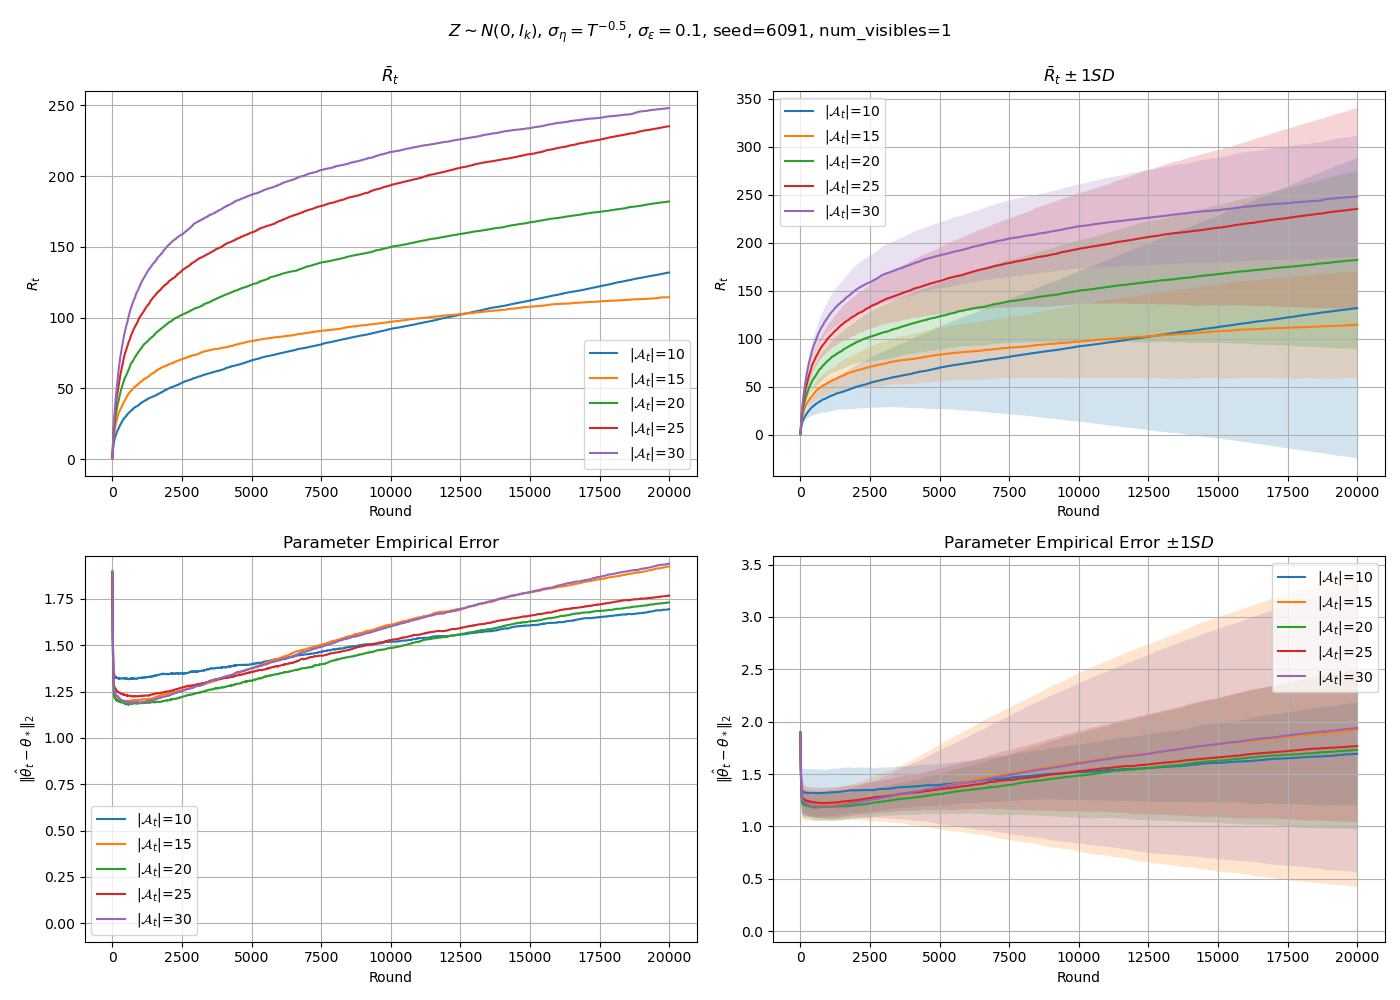 Z ∼ N(0, I_k), σ_η = T^{−0.5}, σ_ε = 0.1, seed=6091, num_visibles=1
R̄_t
250
200
150
100
50
0
R_t
0 2500 5000 7500 10000 12500 15000 17500 20000
Round
|𝒜_t|=10
|𝒜_t|=15
|𝒜_t|=20
|𝒜_t|=25
|𝒜_t|=30
R̄_t ± 1SD
350
300
250
200
150
100
50
0
R_t
0 2500 5000 7500 10000 12500 15000 17500 20000
Round
|𝒜_t|=10
|𝒜_t|=15
|𝒜_t|=20
|𝒜_t|=25
|𝒜_t|=30
Parameter Empirical Error
1.75
1.50
1.25
1.00
0.75
0.50
0.25
0.00
‖θ̂_t − θ_*‖_2
0 2500 5000 7500 10000 12500 15000 17500 20000
Round
|𝒜_t|=10
|𝒜_t|=15
|𝒜_t|=20
|𝒜_t|=25
|𝒜_t|=30
Parameter Empirical Error ±1SD
3.5
3.0
2.5
2.0
1.5
1.0
0.5
0.0
‖θ̂_t − θ_*‖_2
0 2500 5000 7500 10000 12500 15000 17500 20000
Round
|𝒜_t|=10
|𝒜_t|=15
|𝒜_t|=20
|𝒜_t|=25
|𝒜_t|=30